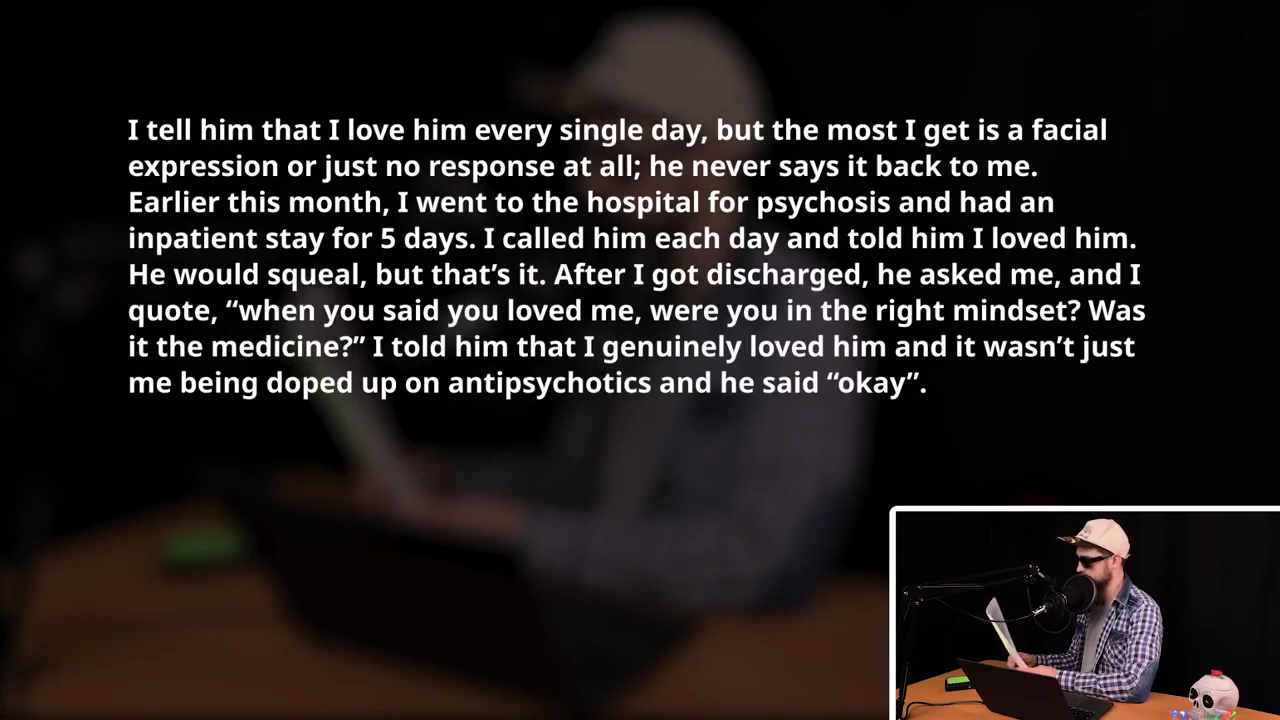 I tell him that I love him every single day, but the most I get is a facial
expression or just no response at all; he never says it back to me.
Earlier this month, I went to the hospital for psychosis and had an
inpatient stay for 5 days. I called him each day and told him I loved him.
He would squeal, but that’s it. After I got discharged, he asked me, and I
quote, “when you said you loved me, were you in the right mindset? Was
it the medicine?” I told him that I genuinely loved him and it wasn’t just
me being doped up on antipsychotics and he said “okay”.